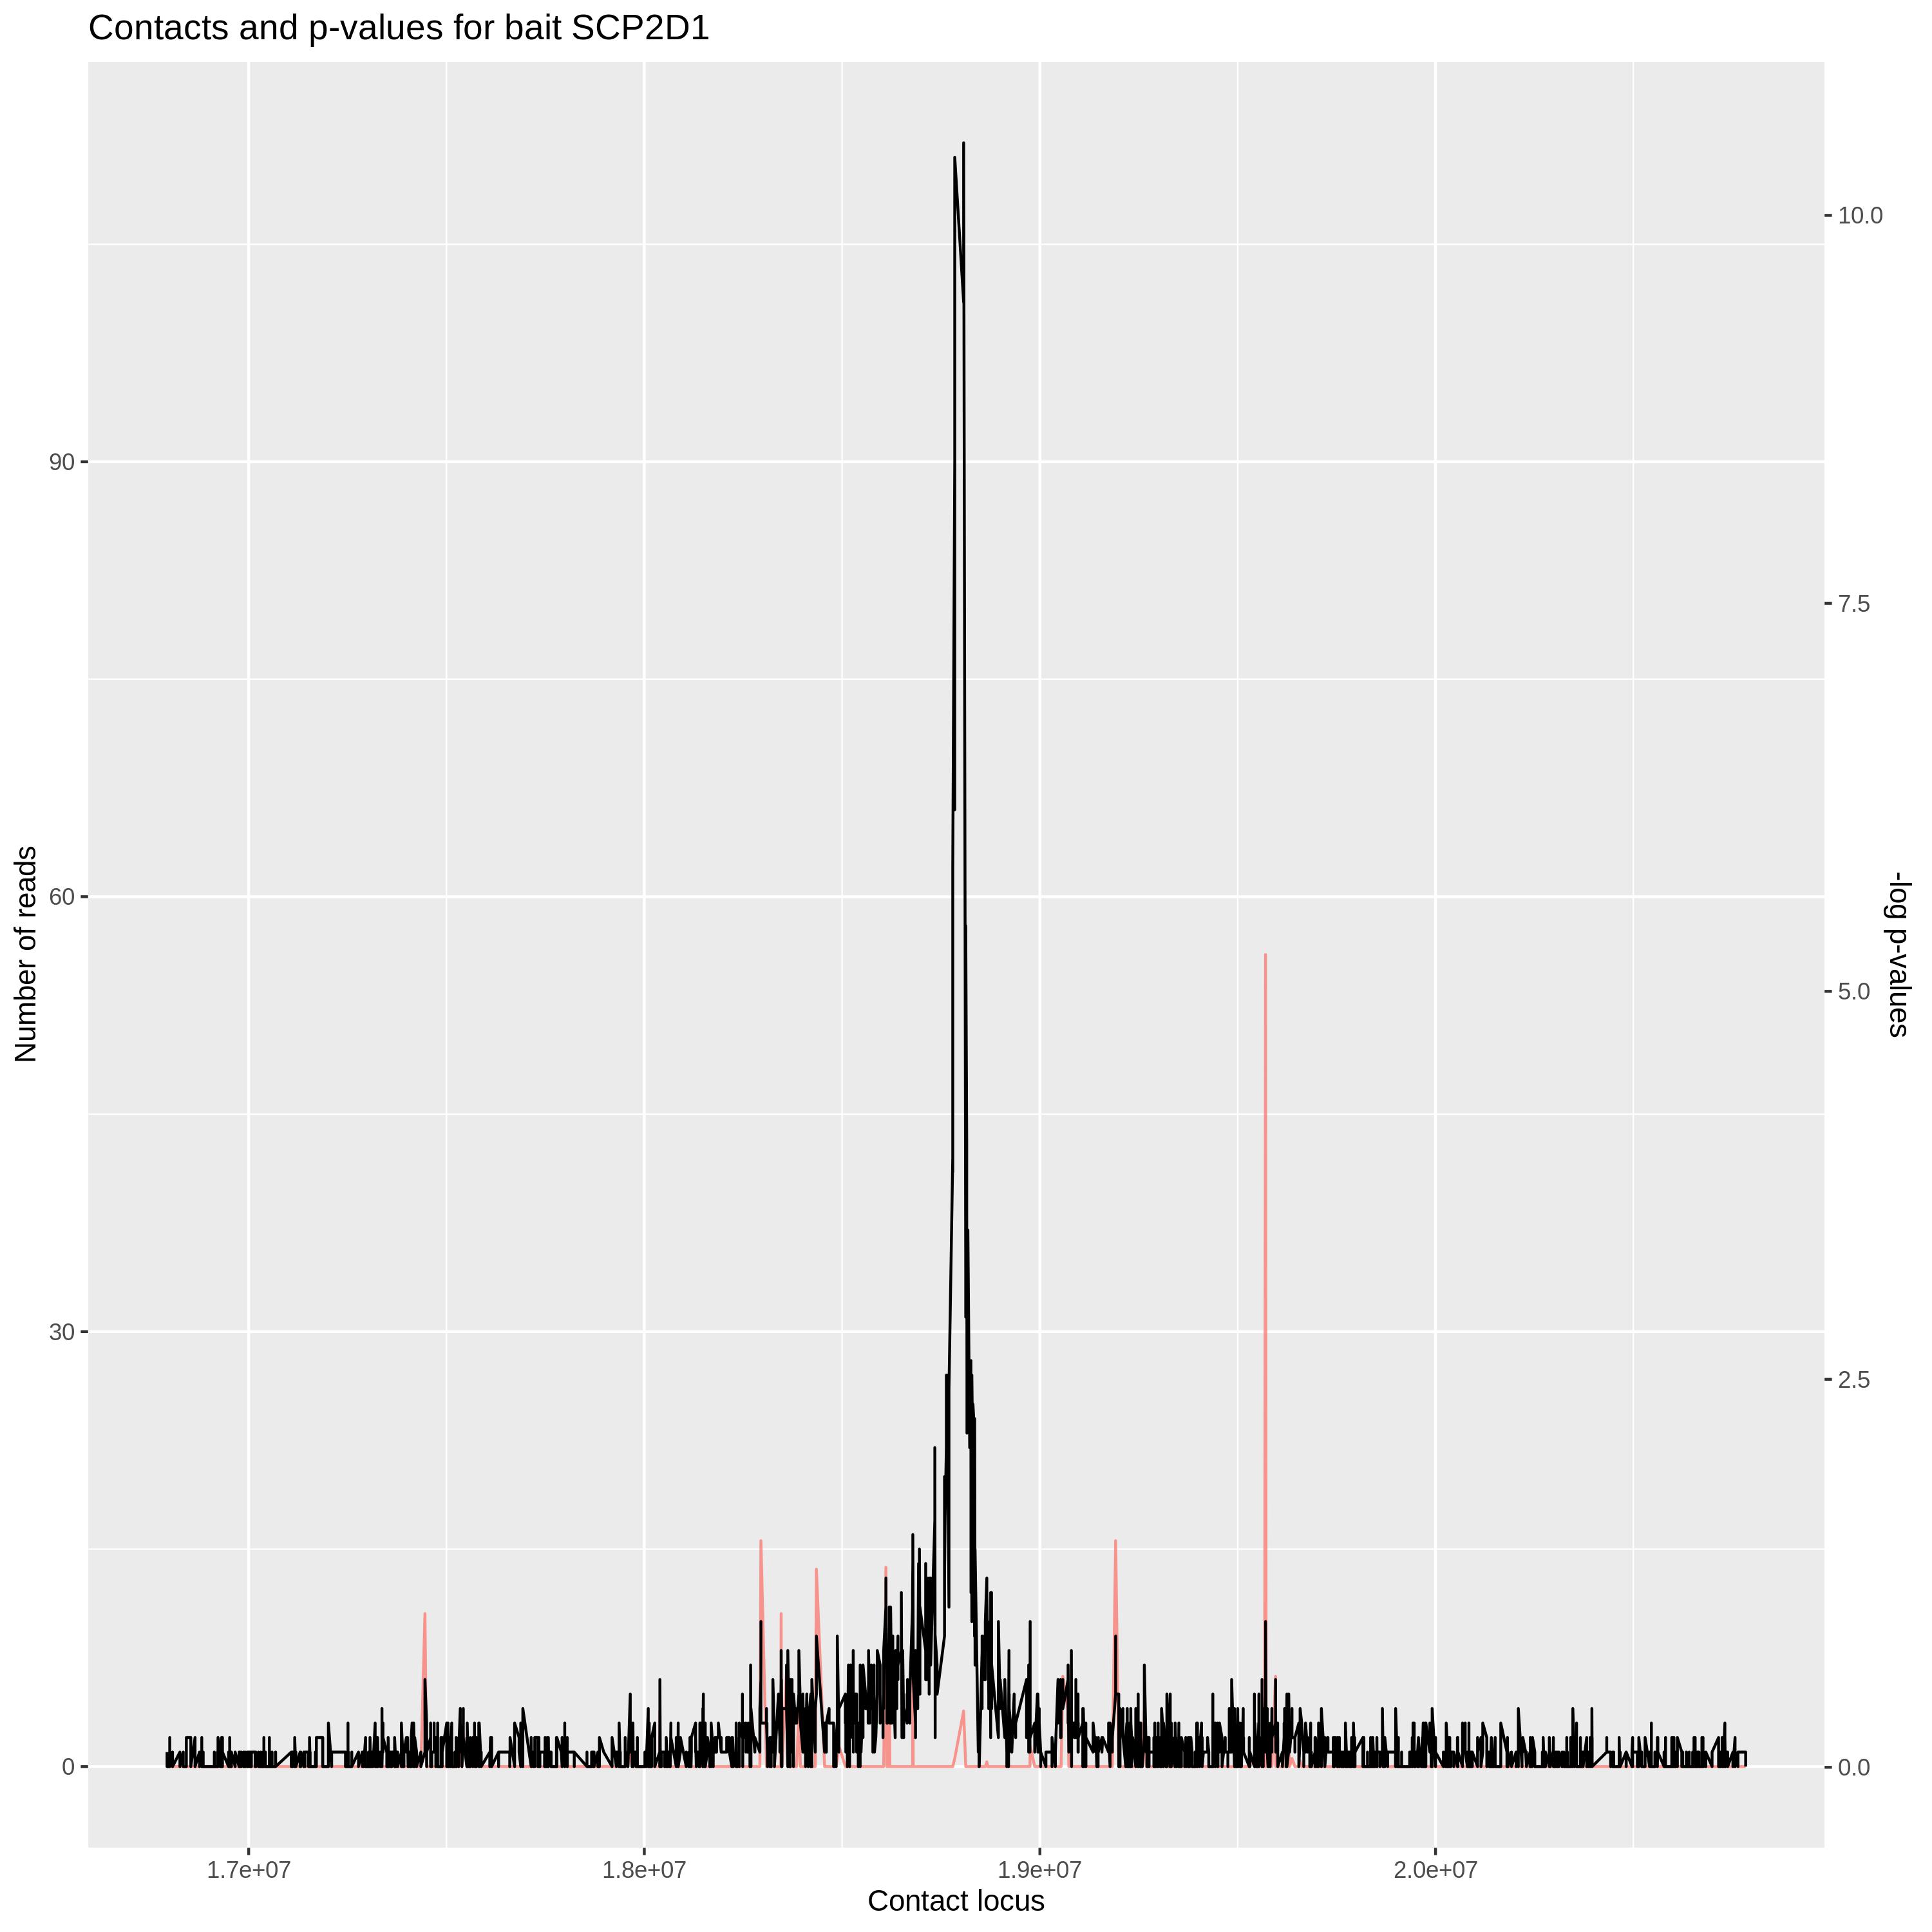 Contacts and p-values for bait SCP2D1
Number of reads
90
60
30
0
10.0
7.5
5.0
2.5
0.0
-log p-values
1.7e+07
1.8e+07
1.9e+07
2.0e+07
Contact locus